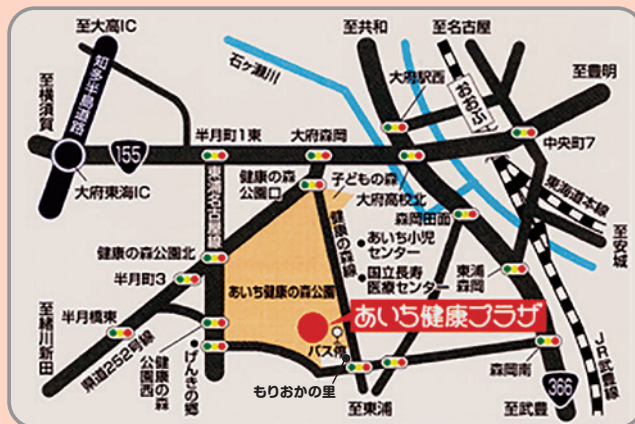 至大高IC
至共和
至名古屋
至豊明
至横須賀
知多半島道路
石ヶ瀬川
大府駅西
おおぶ
155
半月町1東
大府森岡
中央町7
大府東海IC
東浦名古屋線
健康の森
公園口
子どもの森
大府高校北
森岡田面
東海道本線
至安城
健康の森線
あいち小児
センター
国立長寿
医療センター
東浦
森岡
健康の森公園北
半月町3
あいち健康の森公園
あいち健康プラザ
至緒川新田
半月橋東
県道252号線
健康の森
公園西
げんきの郷
バス停
もりおかの里
至東浦
森岡南
至武豊
366
JR武豊線